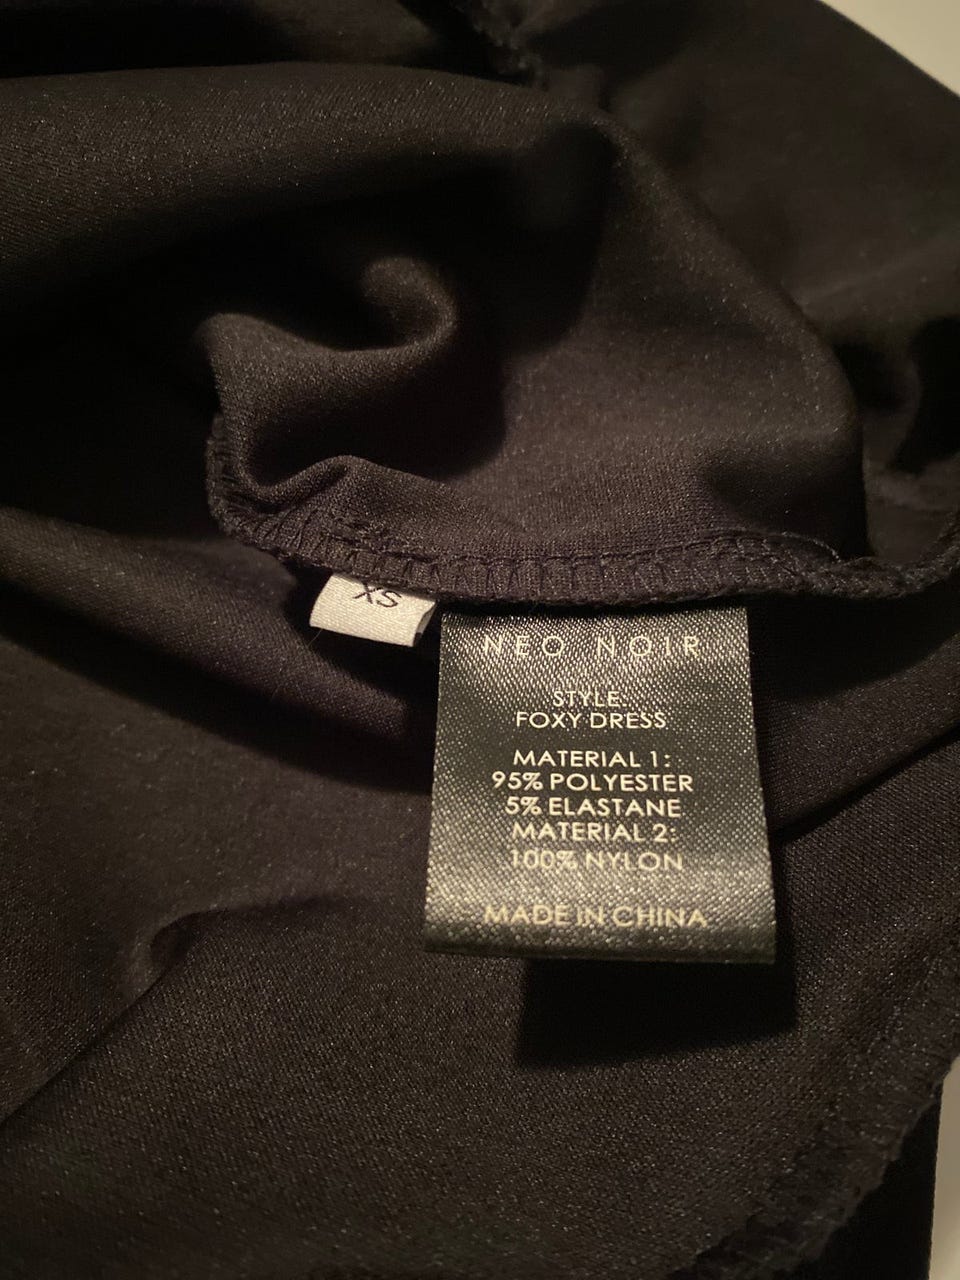 XS
NEO NOIR
STYLE:
FOXY DRESS
MATERIAL 1:
95% POLYESTER
5% ELASTANE
MATERIAL 2:
100% NYLON
MADE IN CHINA